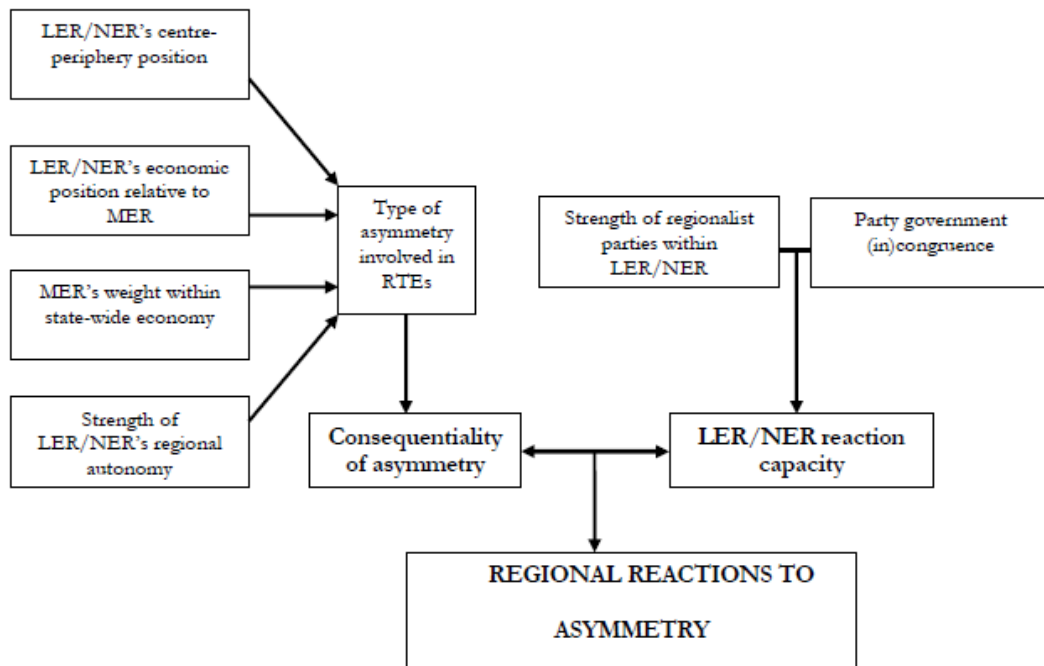 LER/NER's centre-
periphery position
LER/NER's economic
position relative to
MER
MER's weight within
state-wide economy
Strength of
LER/NER's regional
autonomy
Type of
asymmetry
involved in
RTEs
Strength of regionalist
parties within
LER/NER
Party government
(in)congruence
Consequentiality
of asymmetry
LER/NER reaction
capacity
REGIONAL REACTIONS TO
ASYMMETRY